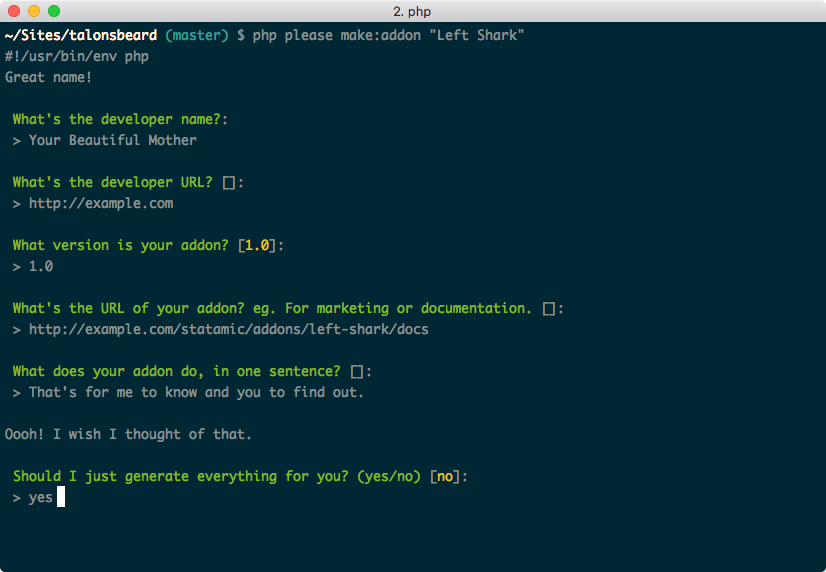 2. php
~/Sites/talonsbeard (master) $ php please make:addon "Left Shark"
#!/usr/bin/env php
Great name!
What's the developer name?:
> Your Beautiful Mother
What's the developer URL? []:
> http://example.com
What version is your addon? [1.0]:
> 1.0
What's the URL of your addon? eg. For marketing or documentation. []:
> http://example.com/statamic/addons/left-shark/docs
What does your addon do, in one sentence? []:
> That's for me to know and you to find out.
Oooh! I wish I thought of that.
Should I just generate everything for you? (yes/no) [no]:
> yes